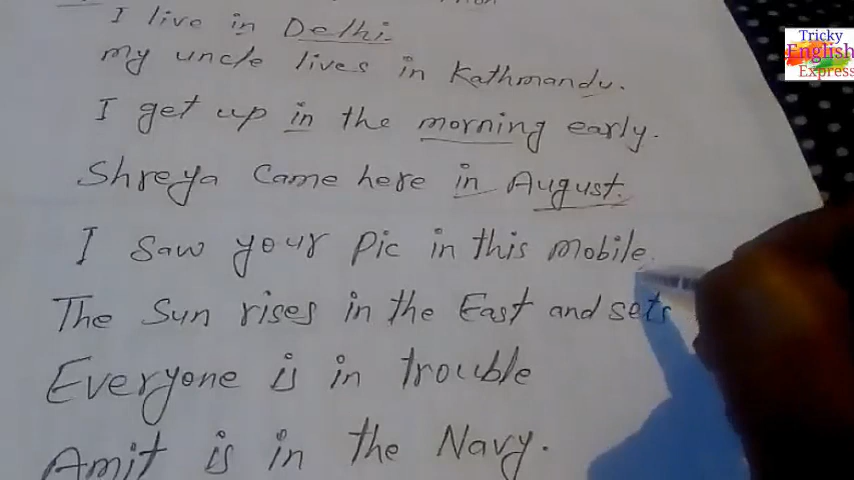 I live in Delhi
my uncle lives in Kathmandu.
I get up in the morning early.
Shreya Came here in August.
I saw your Pic in this mobile.
The Sun rises in the East and sets
Everyone is in trouble
Amit is in the Navy.
Tricky
English
Express